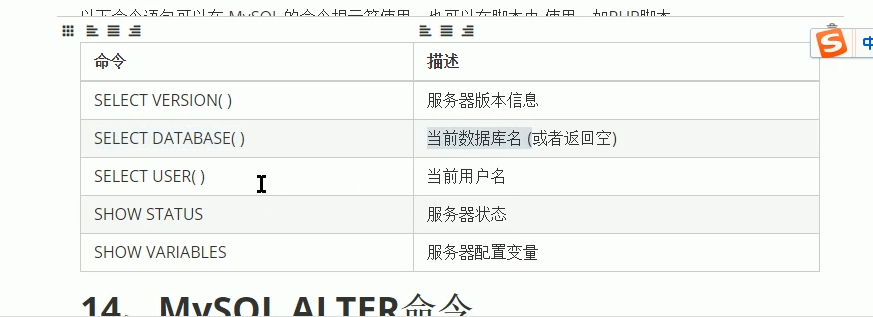 以下命令语句可以在 MySQL 的命令提示符使用，也可以在脚本中 使用，如PHP脚本
命令 描述
SELECT VERSION( ) 服务器版本信息
SELECT DATABASE( ) 当前数据库名 (或者返回空)
SELECT USER( ) 当前用户名
SHOW STATUS 服务器状态
SHOW VARIABLES 服务器配置变量
14、MySQL ALTER命令